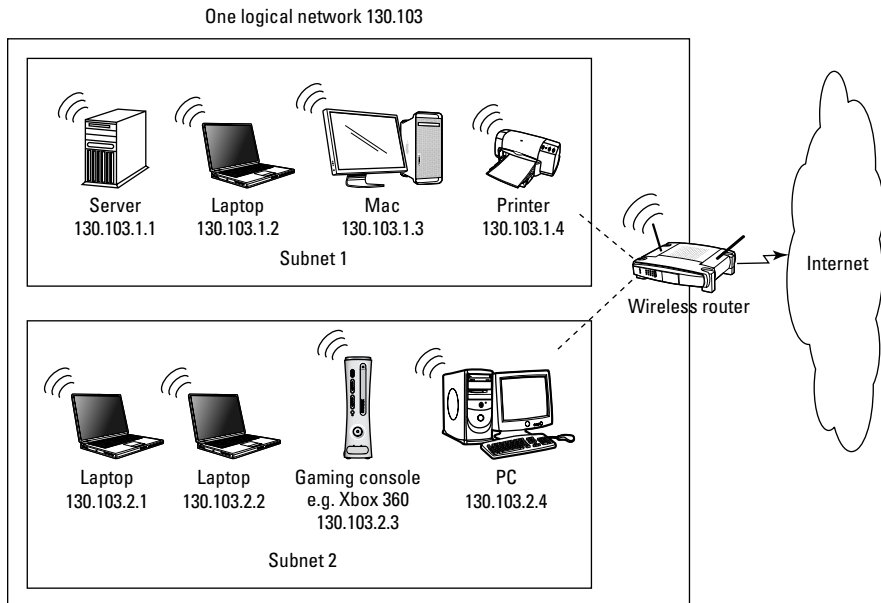 One logical network 130.103
Server
130.103.1.1
Laptop
130.103.1.2
Mac
130.103.1.3
Printer
130.103.1.4
Subnet 1
Wireless router
Internet
Laptop
130.103.2.1
Laptop
130.103.2.2
Gaming console
e.g. Xbox 360
130.103.2.3
PC
130.103.2.4
Subnet 2